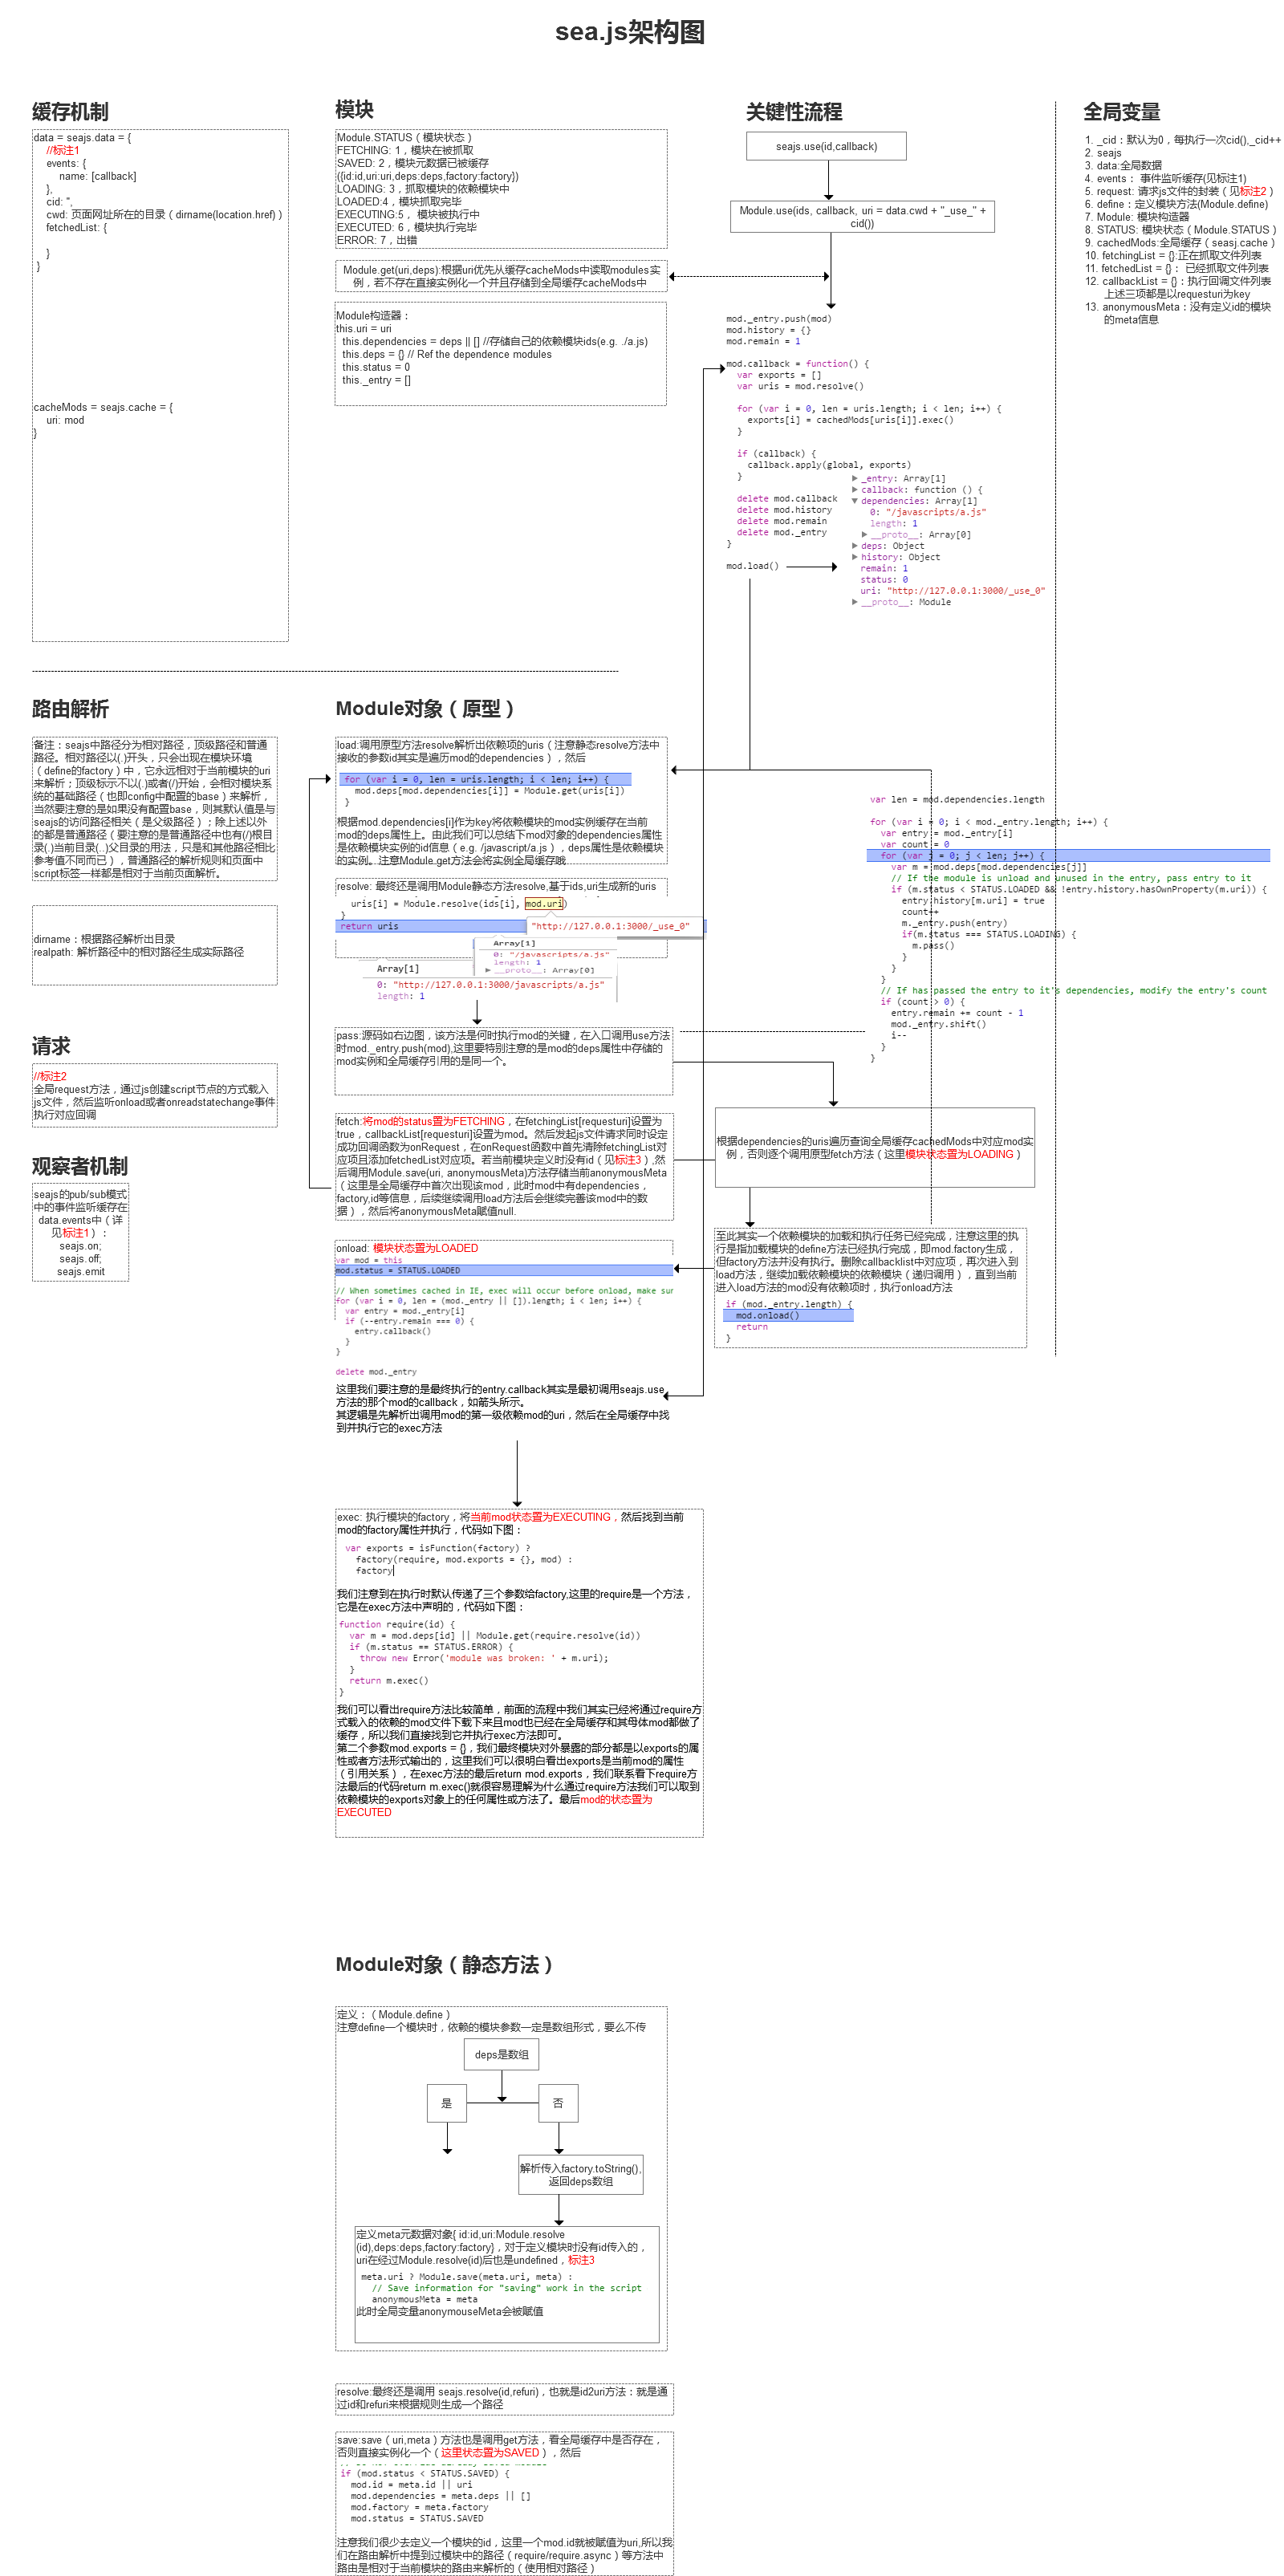 sea.js架构图
缓存机制
data = seajs.data = {
//标注1
events: {
name: [callback]
},
cid: '',
cwd: 页面网址所在的目录（dirname(location.href)）
fetchedList: {
}
}
cacheMods = seajs.cache = {
uri: mod
}
模块
Module.STATUS（模块状态）
FETCHING: 1，模块在被抓取
SAVED: 2，模块元数据已被缓存
({id:id,uri:uri,deps:deps,factory:factory})
LOADING: 3，抓取模块的依赖模块中
LOADED:4，模块抓取完毕
EXECUTING:5， 模块被执行中
EXECUTED: 6，模块执行完毕
ERROR: 7，出错
Module.get(uri,deps):根据uri优先从缓存cacheMods中读取modules实
例，若不存在直接实例化一个并且存储到全局缓存cacheMods中
Module构造器：
this.uri = uri
this.dependencies = deps || [] //存储自己的依赖模块ids(e.g. ./a.js)
this.deps = {} // Ref the dependence modules
this.status = 0
this._entry = []
关键性流程
seajs.use(id,callback)
Module.use(ids, callback, uri = data.cwd + "_use_" +
cid())
mod._entry.push(mod)
mod.history = {}
mod.remain = 1
mod.callback = function() {
var exports = []
var uris = mod.resolve()
for (var i = 0, len = uris.length; i < len; i++) {
exports[i] = cachedMods[uris[i]].exec()
}
if (callback) {
callback.apply(global, exports)
}
delete mod.callback
delete mod.history
delete mod.remain
delete mod._entry
}
mod.load()
_entry: Array[1]
callback: function () {
dependencies: Array[1]
0: "/javascripts/a.js"
length: 1
__proto__: Array[0]
deps: Object
history: Object
remain: 1
status: 0
uri: "http://127.0.0.1:3000/_use_0"
__proto__: Module
全局变量
1. _cid：默认为0，每执行一次cid(),_cid++
2. seajs
3. data:全局数据
4. events： 事件监听缓存(见标注1)
5. request: 请求js文件的封装（见标注2）
6. define：定义模块方法(Module.define)
7. Module: 模块构造器
8. STATUS: 模块状态（Module.STATUS）
9. cachedMods:全局缓存（seasj.cache）
10. fetchingList = {}:正在抓取文件列表
11. fetchedList = {}： 已经抓取文件列表
12. callbackList = {}：执行回调文件列表
上述三项都是以requesturi为key
13. anonymousMeta：没有定义id的模块
的meta信息
路由解析
备注：seajs中路径分为相对路径，顶级路径和普通
路径。相对路径以(.)开头，只会出现在模块环境
（define的factory）中，它永远相对于当前模块的uri
来解析；顶级标示不以(.)或者(/)开始，会相对模块系
统的基础路径（也即config中配置的base）来解析，
当然要注意的是如果没有配置base，则其默认值是与
seajs的访问路径相关（是父级路径）；除上述以外
的都是普通路径（要注意的是普通路径中也有(/)根目
录(.)当前目录(..)父目录的用法，只是和其他路径相比
参考值不同而已），普通路径的解析规则和页面中
script标签一样都是相对于当前页面解析。
dirname：根据路径解析出目录
realpath: 解析路径中的相对路径生成实际路径
请求
//标注2
全局request方法，通过js创建script节点的方式载入
js文件，然后监听onload或者onreadstatechange事件
执行对应回调
观察者机制
seajs的pub/sub模式
中的事件监听缓存在
data.events中（详
见标注1）：
seajs.on;
seajs.off;
seajs.emit
Module对象（原型）
load:调用原型方法resolve解析出依赖项的uris（注意静态resolve方法中
接收的参数id其实是遍历mod的dependencies），然后
for (var i = 0, len = uris.length; i < len; i++) {
mod.deps[mod.dependencies[i]] = Module.get(uris[i])
}
根据mod.dependencies[i]作为key将依赖模块的mod实例缓存在当前
mod的deps属性上。由此我们可以总结下mod对象的dependencies属性
是依赖模块实例的id信息（e.g. /javascript/a.js），deps属性是依赖模块
的实例。注意Module.get方法会将实例全局缓存哦
resolve: 最终还是调用Module静态方法resolve,基于ids,uri生成新的uris
uris[i] = Module.resolve(ids[i], mod.uri)
}
return uris
"http://127.0.0.1:3000/_use_0"
Array[1]
0: "/javascripts/a.js"
length: 1
__proto__: Array[0]
Array[1]
0: "http://127.0.0.1:3000/javascripts/a.js"
length: 1
pass:源码如右边图，该方法是何时执行mod的关键，在入口调用use方法
时mod._entry.push(mod),这里要特别注意的是mod的deps属性中存储的
mod实例和全局缓存引用的是同一个。
var len = mod.dependencies.length
for (var i = 0; i < mod._entry.length; i++) {
var entry = mod._entry[i]
var count = 0
for (var j = 0; j < len; j++) {
var m = mod.deps[mod.dependencies[j]]
// If the module is unload and unused in the entry, pass entry to it
if (m.status < STATUS.LOADED && !entry.history.hasOwnProperty(m.uri)) {
entry.history[m.uri] = true
count++
m._entry.push(entry)
if(m.status === STATUS.LOADING) {
m.pass()
}
}
}
// If has passed the entry to it's dependencies, modify the entry's count
if (count > 0) {
entry.remain += count - 1
mod._entry.shift()
i--
}
}
fetch:将mod的status置为FETCHING，在fetchingList[requesturi]设置为
true，callbackList[requesturi]设置为mod。然后发起js文件请求同时设定
成功回调函数为onRequest，在onRequest函数中首先清除fetchingList对
应项目添加fetchedList对应项。若当前模块定义时没有id（见标注3）,然
后调用Module.save(uri, anonymousMeta)方法存储当前anonymousMeta
（这里是全局缓存中首次出现该mod，此时mod中有dependencies，
factory,id等信息，后续继续调用load方法后会继续完善该mod中的数
据），然后将anonymousMeta赋值null.
根据dependencies的uris遍历查询全局缓存cachedMods中对应mod实
例，否则逐个调用原型fetch方法（这里模块状态置为LOADING）
至此其实一个依赖模块的加载和执行任务已经完成，注意这里的执
行是指加载模块的define方法已经执行完成，即mod.factory生成，
但factory方法并没有执行。删除callbacklist中对应项，再次进入到
load方法，继续加载依赖模块的依赖模块（递归调用），直到当前
进入load方法的mod没有依赖项时，执行onload方法
if (mod._entry.length) {
mod.onload()
return
}
onload: 模块状态置为LOADED
var mod = this
mod.status = STATUS.LOADED
// When sometimes cached in IE, exec will occur before onload, make sur
for (var i = 0, len = (mod._entry || []).length; i < len; i++) {
var entry = mod._entry[i]
if (--entry.remain === 0) {
entry.callback()
}
}
delete mod._entry
这里我们要注意的是最终执行的entry.callback其实是最初调用seajs.use
方法的那个mod的callback，如箭头所示。
其逻辑是先解析出调用mod的第一级依赖mod的uri，然后在全局缓存中找
到并执行它的exec方法
exec: 执行模块的factory，将当前mod状态置为EXECUTING，然后找到当前
mod的factory属性并执行，代码如下图：
var exports = isFunction(factory) ?
factory(require, mod.exports = {}, mod) :
factory
我们注意到在执行时默认传递了三个参数给factory,这里的require是一个方法，
它是在exec方法中声明的，代码如下图：
function require(id) {
var m = mod.deps[id] || Module.get(require.resolve(id))
if (m.status == STATUS.ERROR) {
throw new Error('module was broken: ' + m.uri);
}
return m.exec()
}
我们可以看出require方法比较简单，前面的流程中我们其实已经将通过require方
式载入的依赖的mod文件下载下来且mod也已经在全局缓存和其母体mod都做了
缓存，所以我们直接找到它并执行exec方法即可。
第二个参数mod.exports = {}，我们最终模块对外暴露的部分都是以exports的属
性或者方法形式输出的，这里我们可以很明白看出exports是当前mod的属性
（引用关系），在exec方法的最后return mod.exports，我们联系看下require方
法最后的代码return m.exec()就很容易理解为什么通过require方法我们可以取到
依赖模块的exports对象上的任何属性或方法了。最后mod的状态置为
EXECUTED
Module对象（静态方法）
定义：（Module.define）
注意define一个模块时，依赖的模块参数一定是数组形式，要么不传
deps是数组
是
否
解析传入factory.toString(),
返回deps数组
定义meta元数据对象{ id:id,uri:Module.resolve
(id),deps:deps,factory:factory}，对于定义模块时没有id传入的，
uri在经过Module.resolve(id)后也是undefined，标注3
meta.uri ? Module.save(meta.uri, meta) :
// Save information for "saving" work in the script
anonymousMeta = meta
此时全局变量anonymouseMeta会被赋值
resolve:最终还是调用 seajs.resolve(id,refuri)，也就是id2uri方法：就是通
过id和refuri来根据规则生成一个路径
save:save（uri,meta）方法也是调用get方法，看全局缓存中是否存在，
否则直接实例化一个（这里状态置为SAVED），然后
if (mod.status < STATUS.SAVED) {
mod.id = meta.id || uri
mod.dependencies = meta.deps || []
mod.factory = meta.factory
mod.status = STATUS.SAVED
注意我们很少去定义一个模块的id，这里一个mod.id就被赋值为uri,所以我
们在路由解析中提到过模块中的路径（require/require.async）等方法中
路由是相对于当前模块的路由来解析的（使用相对路径）